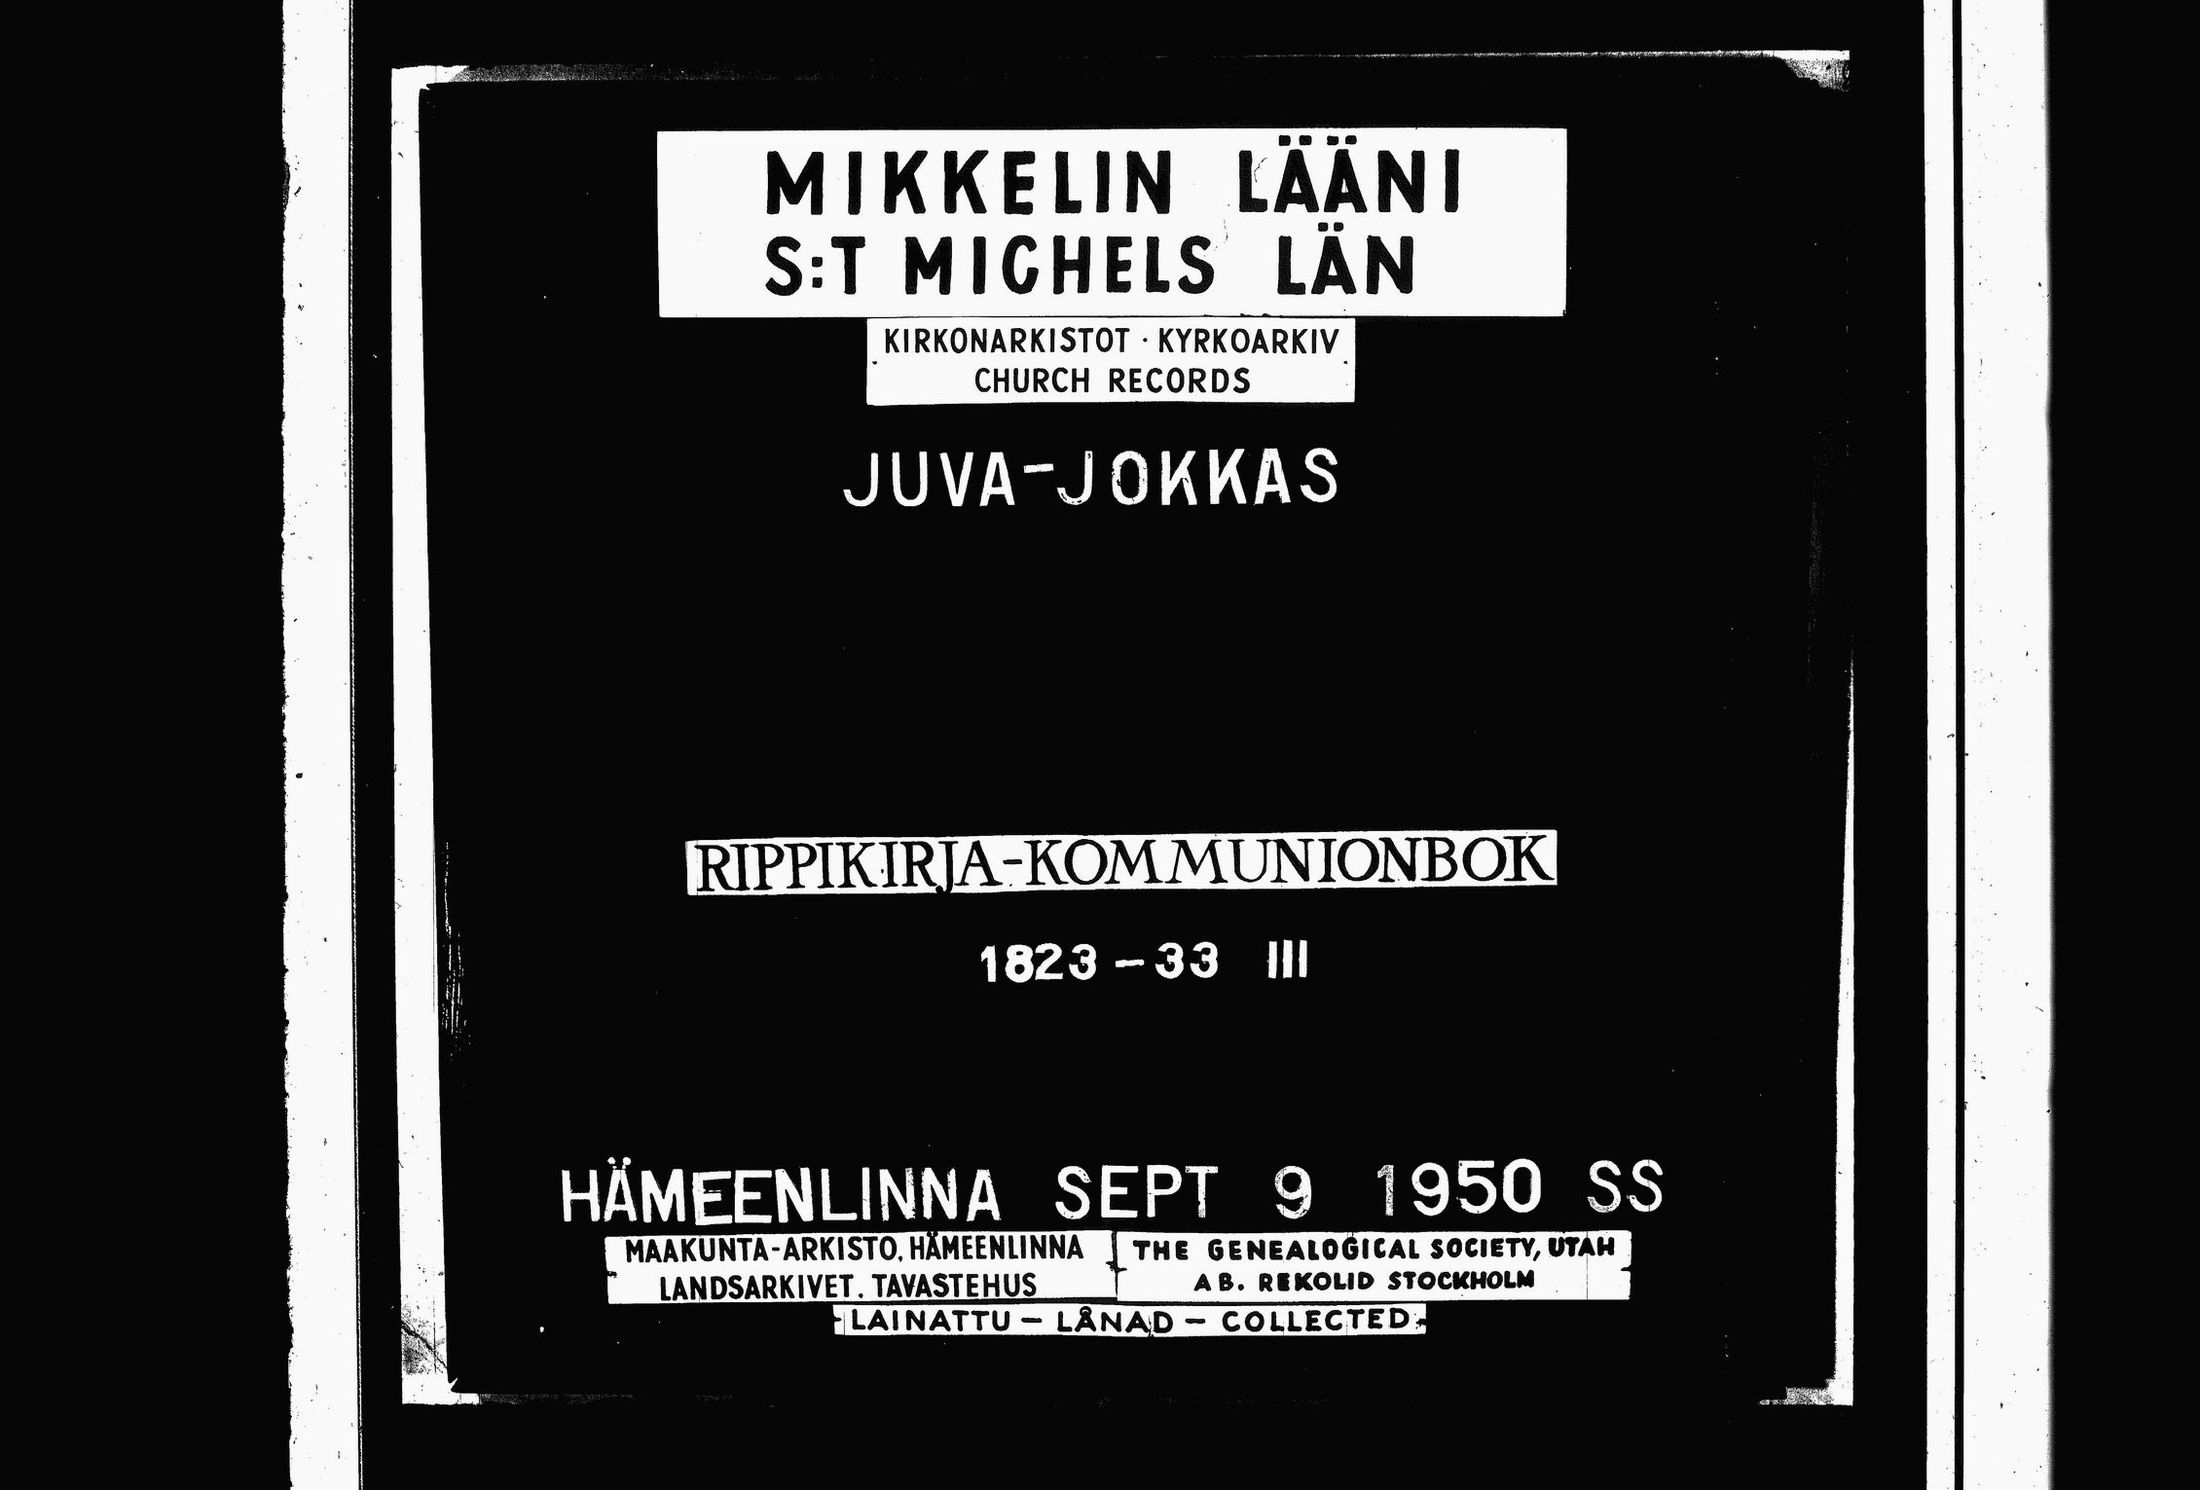 MIKKELIN LÄÄNI
S:T MICHELS LÄN
KIRKONARKISTOT · KYRKOARKIV
CHURCH RECORDS
JUVA-JOKKAS
RIPPIKIRJA-KOMMUNIONBOK
1823-33 III
HÄMEENLINNA SEPT 9 1950 SS
MAAKUNTA-ARKISTO, HÄMEENLINNA
LANDSARKIVET. TAVASTEHUS
THE GENEALOGICAL SOCIETY, UTAH
AB. REKOLID STOCKHOLM
LAINATTU - LÅNAD - COLLECTED